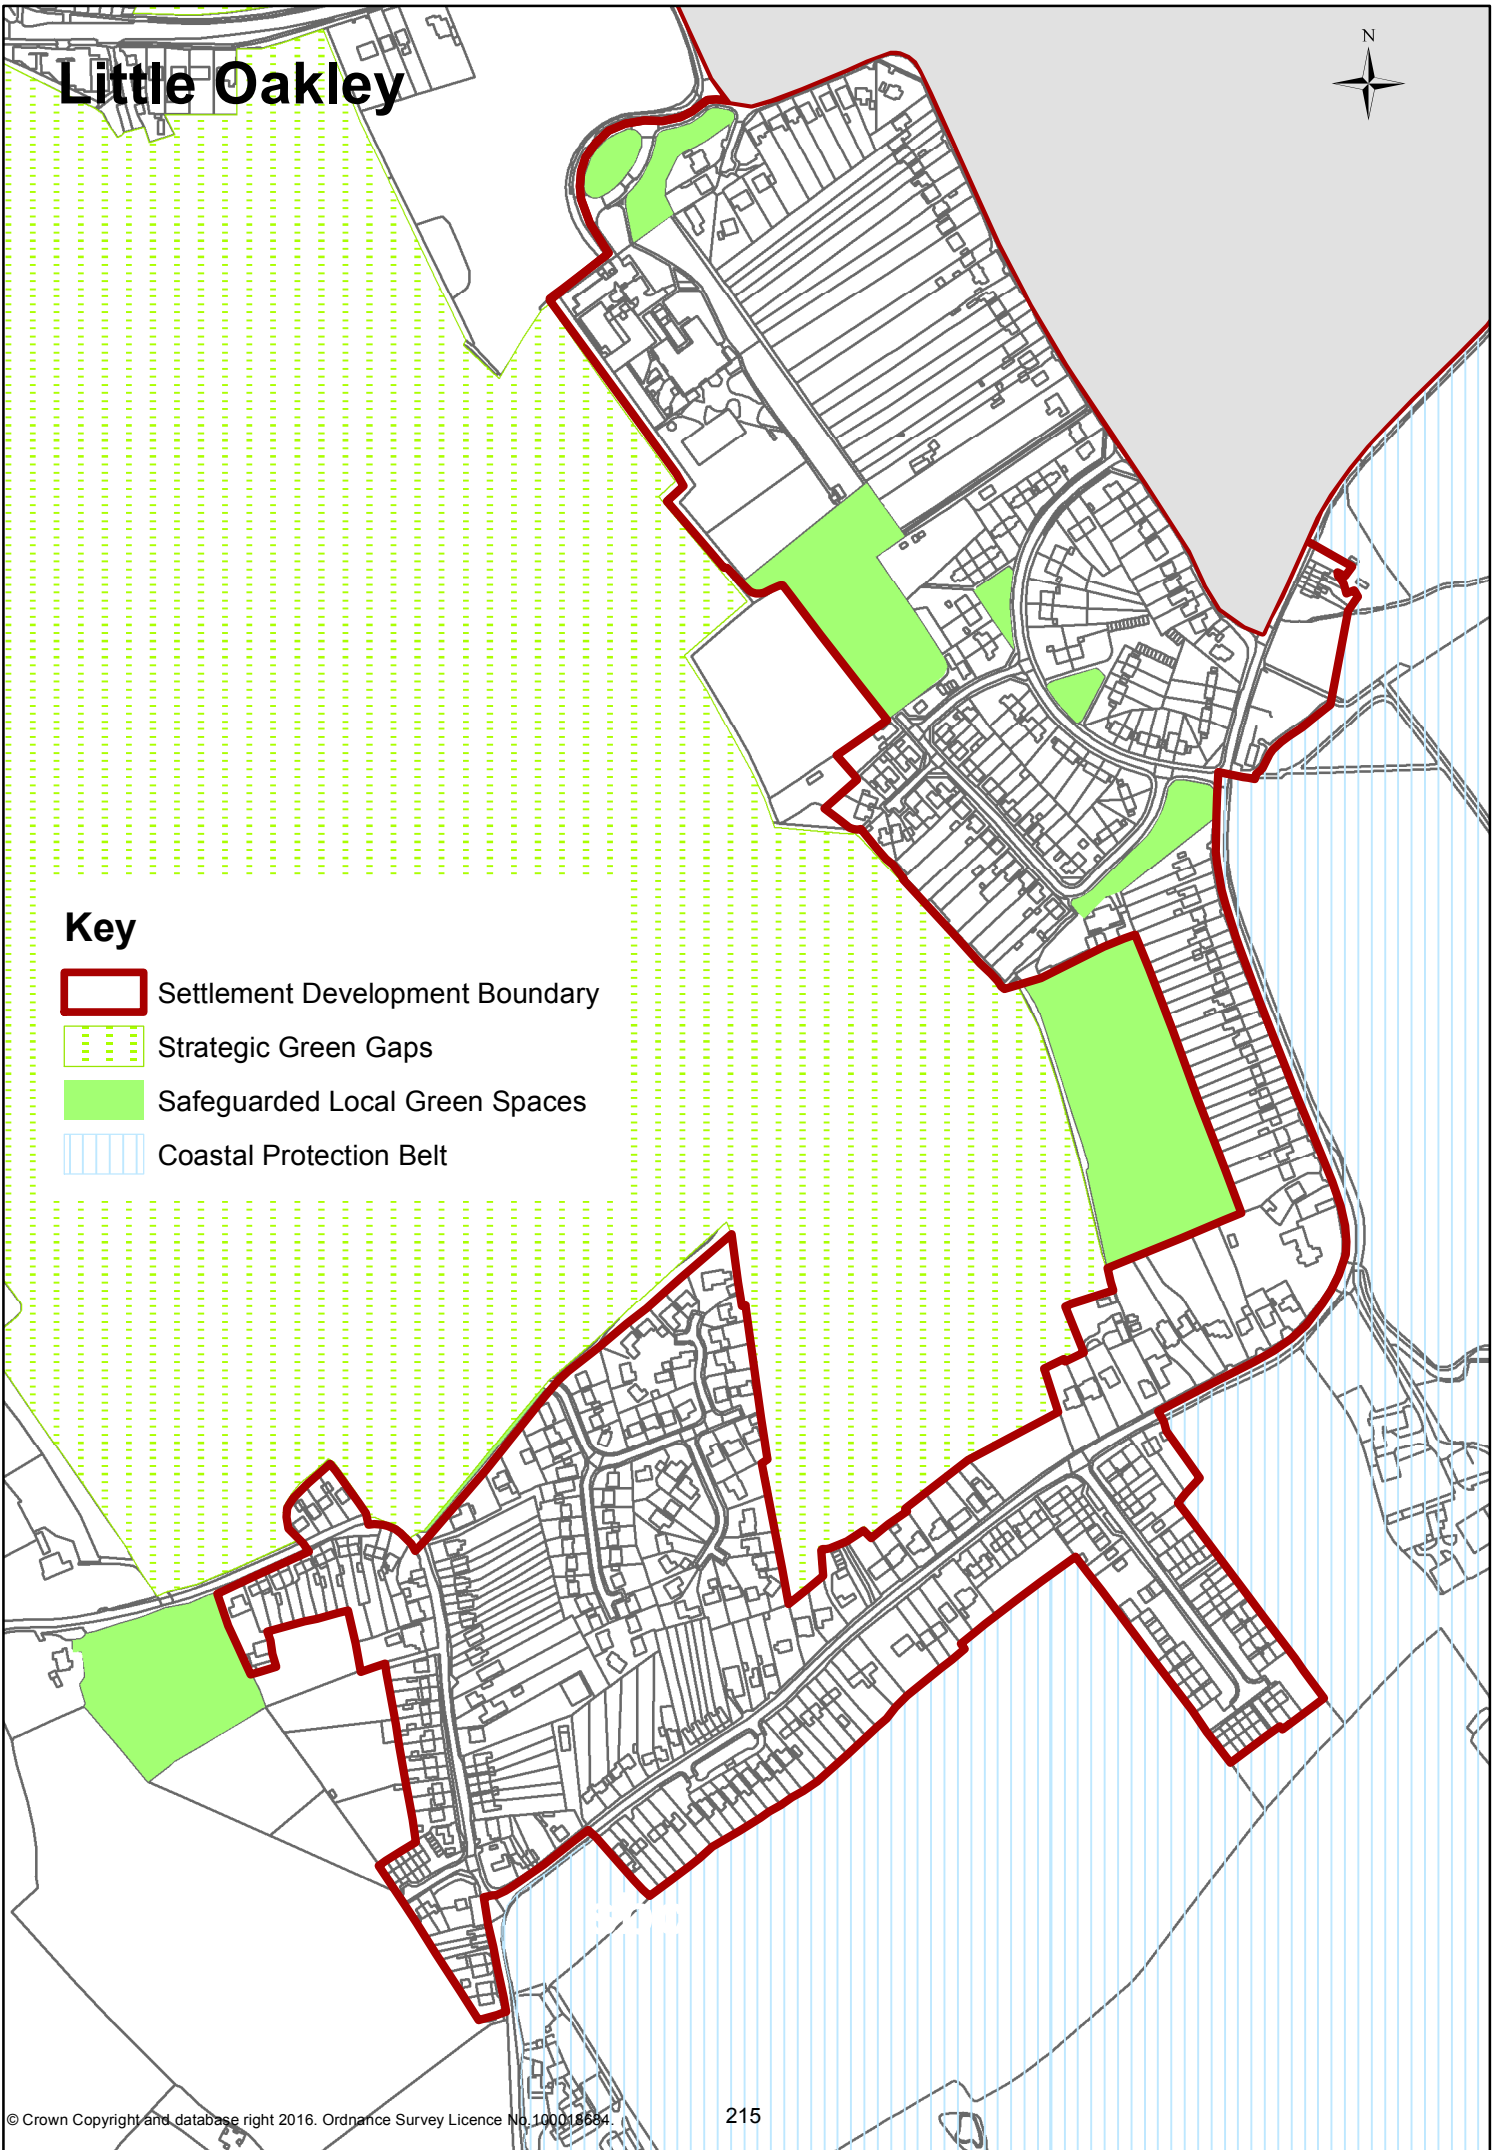 N
Little Oakley
Key
Settlement Development Boundary
Strategic Green Gaps
Safeguarded Local Green Spaces
Coastal Protection Belt
© Crown Copyright and database right 2016. Ordnance Survey Licence No.100018684.
215